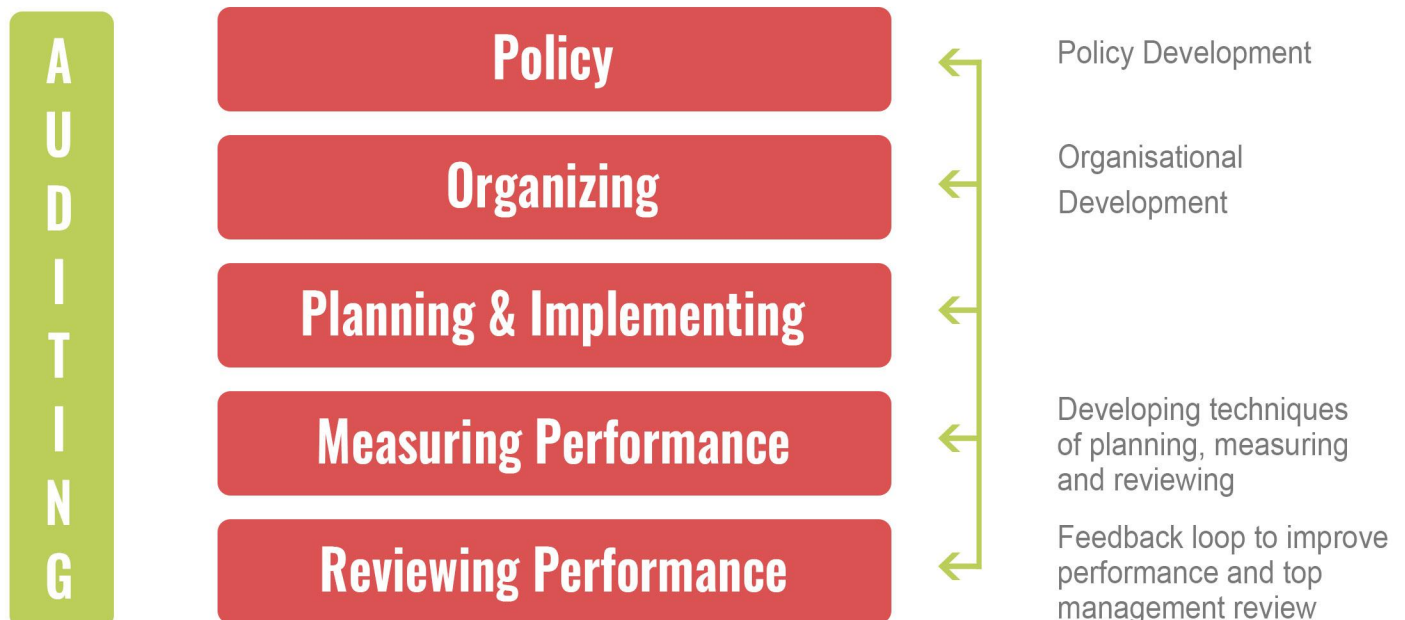 AUDITING
Policy
Policy Development
Organizing
Organisational
Development
Planning & Implementing
Measuring Performance
Developing techniques
of planning, measuring
and reviewing
Reviewing Performance
Feedback loop to improve
performance and top
management review